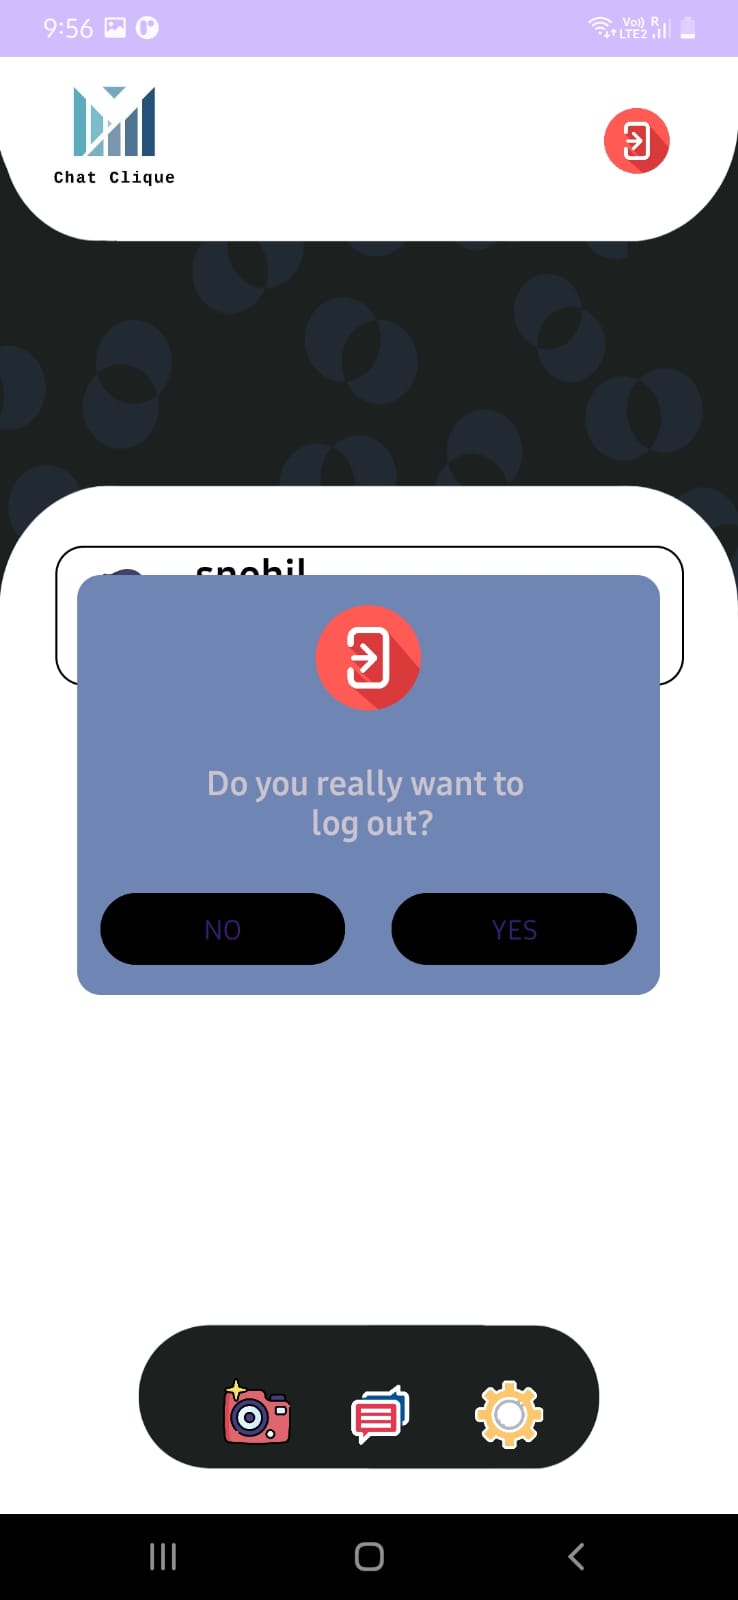 9:56
Vo)) R
LTE2
Chat Clique
snehil
Do you really want to
log out?
NO
YES